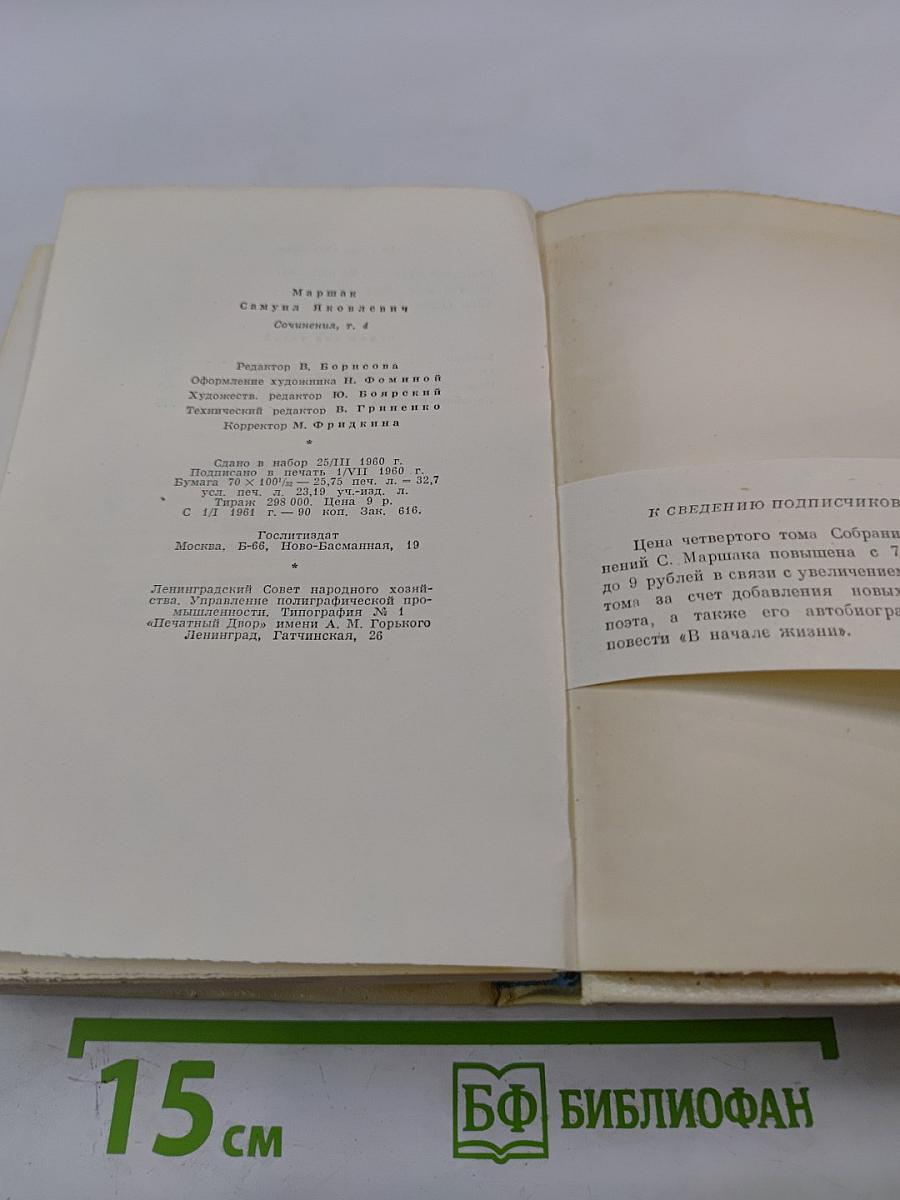 Маршак
Самуил Яковлевич
Сочинения, т. 4
Редактор В. Борисова
Оформление художника Н. Фоминой
Художеств. редактор Ю. Боярский
Технический редактор В. Гриненко
Корректор М. Фридкина
*
Сдано в набор 25/III 1960 г.
Подписано в печать 1/VII 1960 г.
Бумага 70 × 100¹/₃₂ — 25,75 печ. л. = 32,7
усл. печ. л. 23,19 уч.-изд. л.
Тираж 298 000. Цена 9 р.
С 1/I 1961 г. — 90 коп. Зак. 616.
Гослитиздат
Москва, Б-66, Ново-Басманная, 19
*
Ленинградский Совет народного хозяй-
ства. Управление полиграфической про-
мышленности. Типография № 1
«Печатный Двор» имени А. М. Горького
Ленинград, Гатчинская, 26
К СВЕДЕНИЮ ПОДПИСЧИКОВ
Цена четвертого тома Собрани
нений С. Маршака повышена с 7
до 9 рублей в связи с увеличением
тома за счет добавления новых
поэта, а также его автобиогра
повести «В начале жизни».
15 см
БФ БИБЛИОФАН